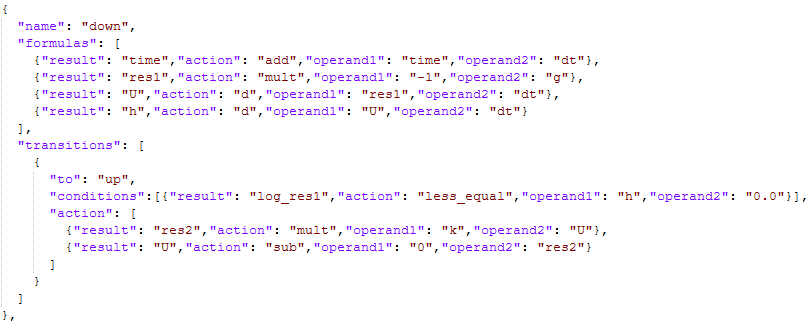 {
  "name": "down",
  "formulas": [
    {"result": "time","action": "add","operand1": "time","operand2": "dt"},
    {"result": "res1","action": "mult","operand1": "-1","operand2": "g"},
    {"result": "U","action": "d","operand1": "res1","operand2": "dt"},
    {"result": "h","action": "d","operand1": "U","operand2": "dt"}
  ],
  "transitions": [
    {
      "to": "up",
      "conditions":[{"result": "log_res1","action": "less_equal","operand1": "h","operand2": "0.0"}],
      "action": [
        {"result": "res2","action": "mult","operand1": "k","operand2": "U"},
        {"result": "U","action": "sub","operand1": "0","operand2": "res2"}
      ]
    }
  ]
},